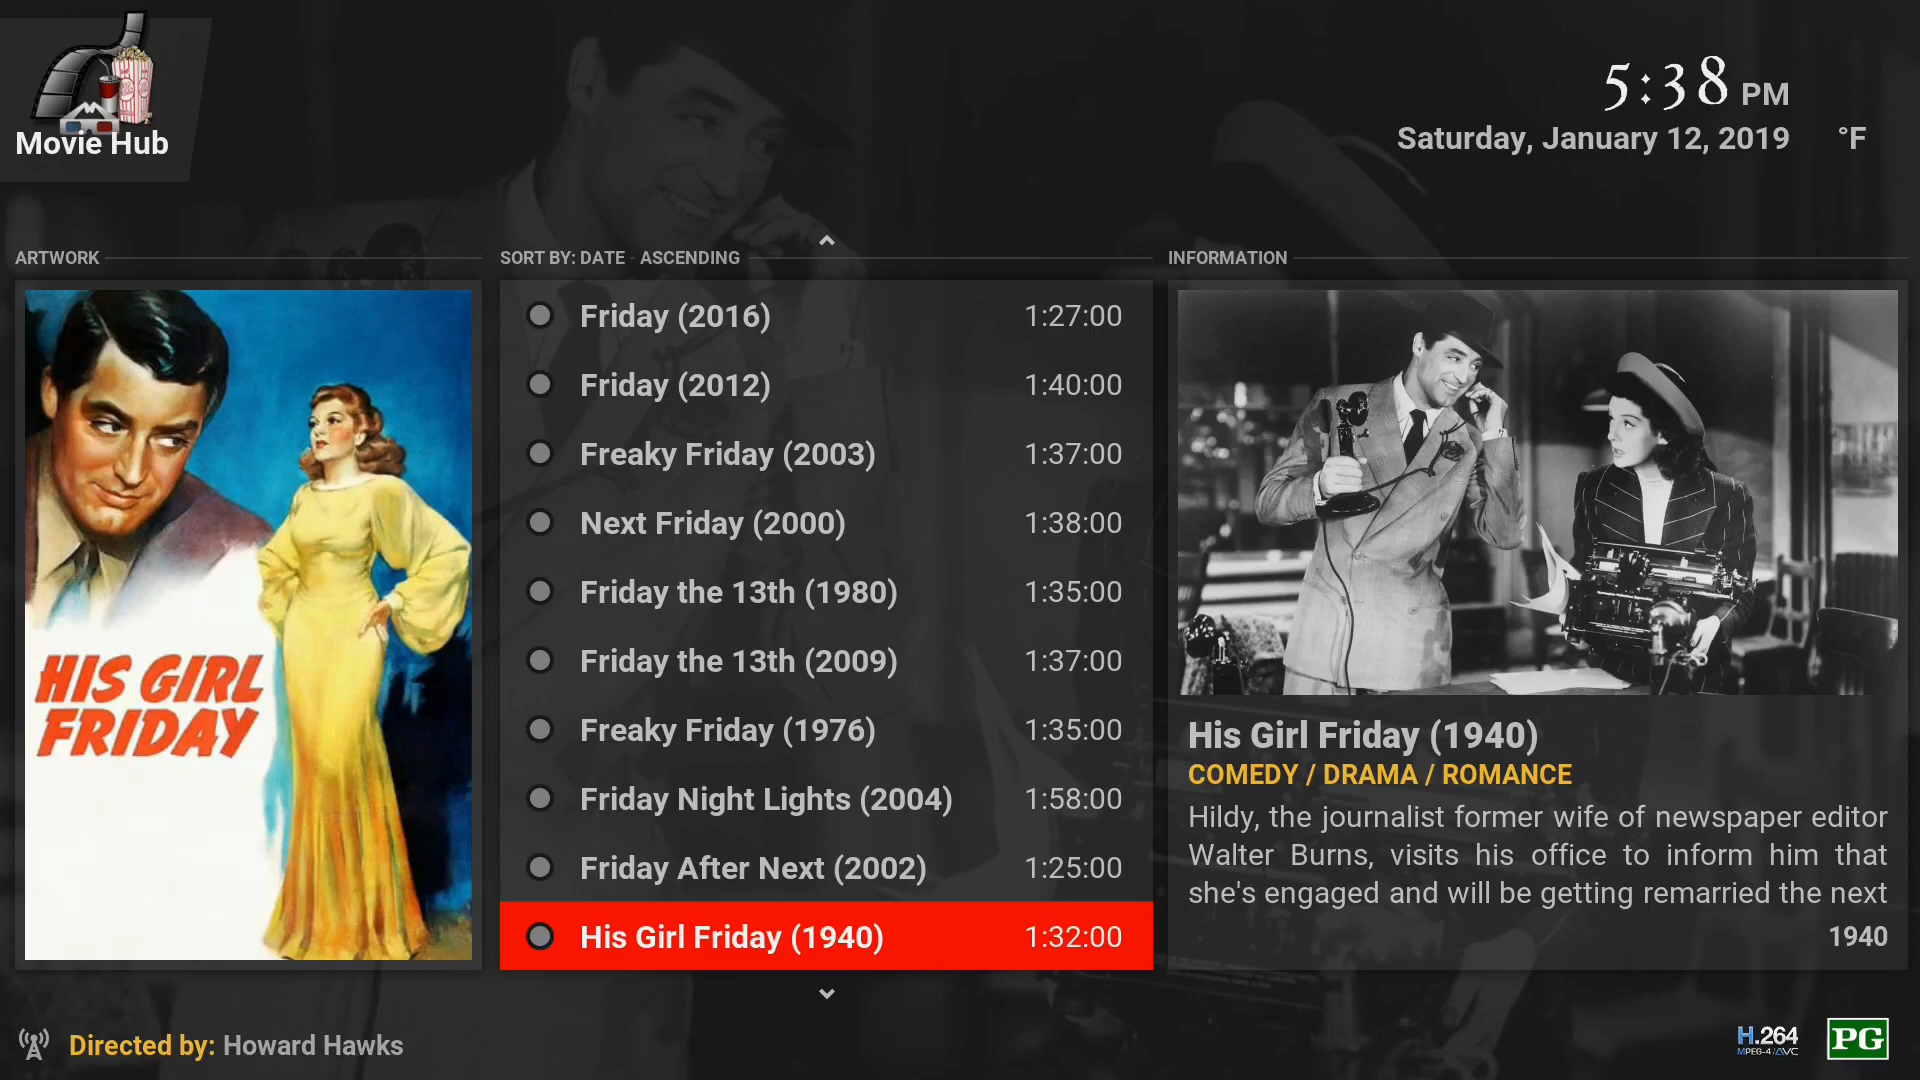 Movie Hub
5:38 PM
Saturday, January 12, 2019 °F
ARTWORK
SORT BY: DATE - ASCENDING
INFORMATION
HIS GIRL
FRIDAY
Friday (2016) 1:27:00
Friday (2012) 1:40:00
Freaky Friday (2003) 1:37:00
Next Friday (2000) 1:38:00
Friday the 13th (1980) 1:35:00
Friday the 13th (2009) 1:37:00
Freaky Friday (1976) 1:35:00
Friday Night Lights (2004) 1:58:00
Friday After Next (2002) 1:25:00
His Girl Friday (1940) 1:32:00
His Girl Friday (1940)
COMEDY / DRAMA / ROMANCE
Hildy, the journalist former wife of newspaper editor
Walter Burns, visits his office to inform him that
she's engaged and will be getting remarried the next
1940
Directed by: Howard Hawks
H.264
MPEG-4/AVC
PG